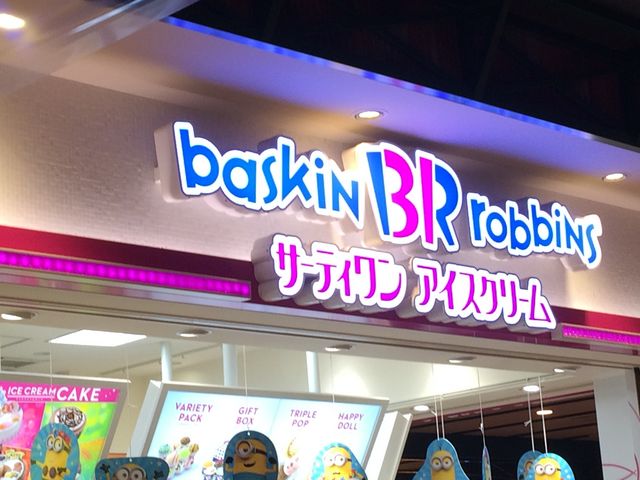 baskin BR robbins
サーティワン アイスクリーム
ICE CREAM CAKE
VARIETY PACK
GIFT BOX
TRIPLE POP
HAPPY DOLL